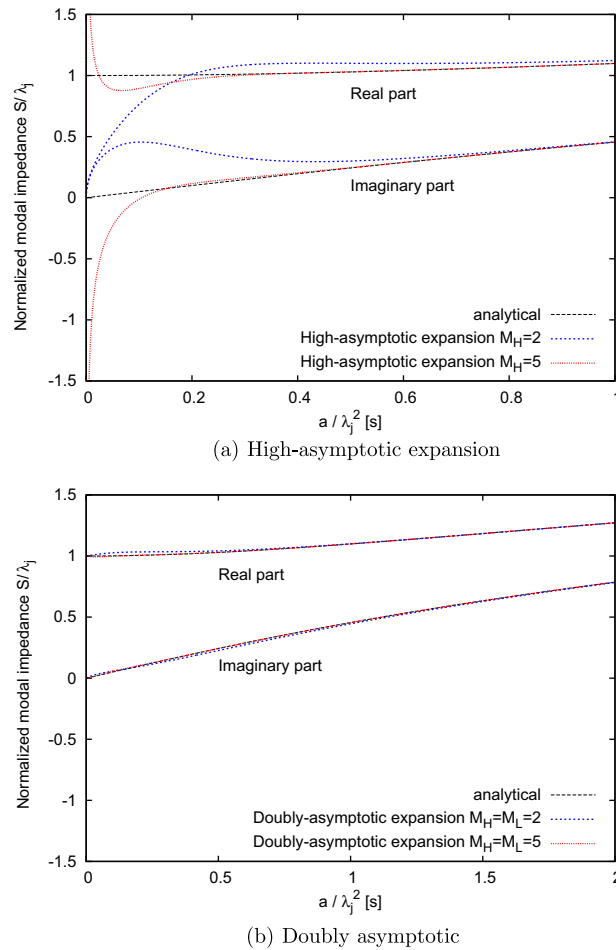 1.5
1
0.5
0
-0.5
-1
-1.5
Normalized modal impedance S/λj
Real part
Imaginary part
analytical
High-asymptotic expansion MH=2
High-asymptotic expansion MH=5
0 0.2 0.4 0.6 0.8 1
a / λj² [s]
(a) High-asymptotic expansion
1.5
1
0.5
0
-0.5
-1
-1.5
Normalized modal impedance S/λj
Real part
Imaginary part
analytical
Doubly-asymptotic expansion MH=ML=2
Doubly-asymptotic expansion MH=ML=5
0 0.5 1 1.5 2
a / λj² [s]
(b) Doubly asymptotic